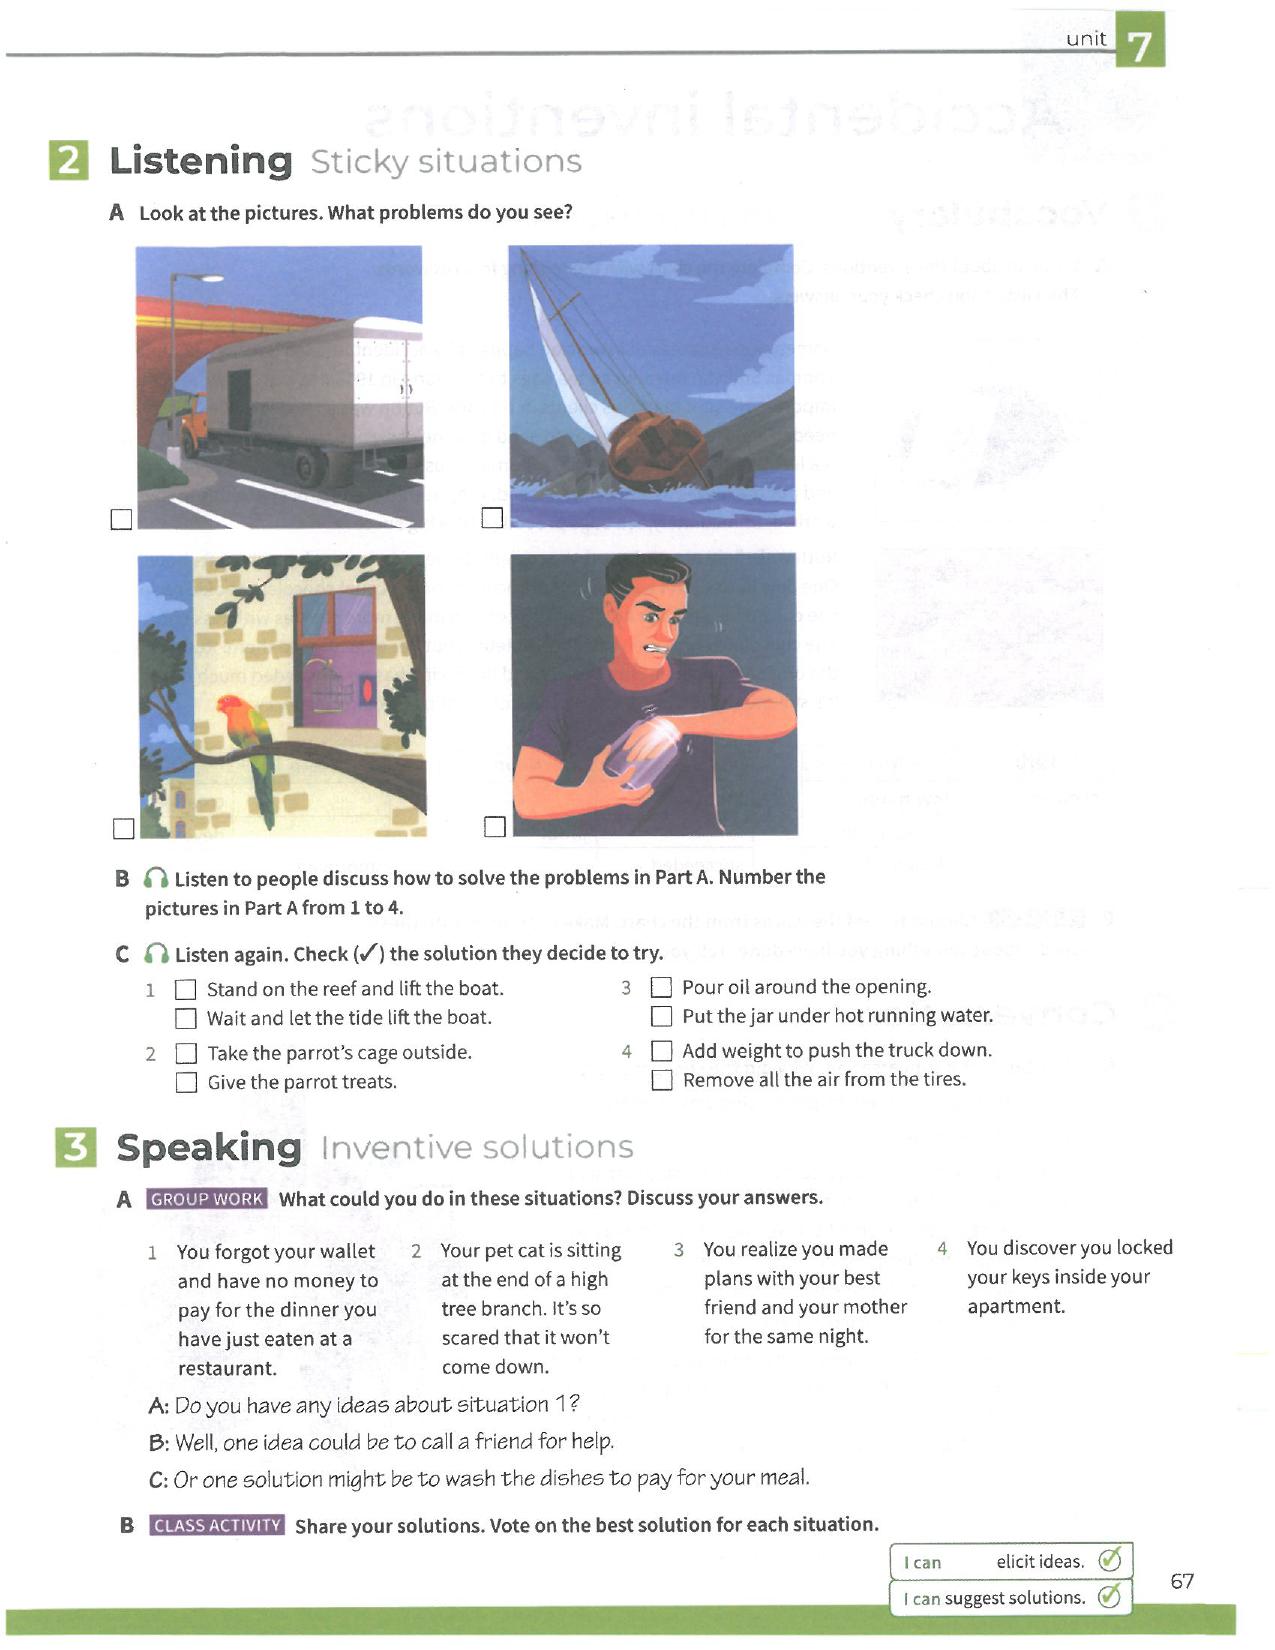 unit 7
2 Listening Sticky situations
A Look at the pictures. What problems do you see?
B Listen to people discuss how to solve the problems in Part A. Number the
pictures in Part A from 1 to 4.
C Listen again. Check (✓) the solution they decide to try.
1 □ Stand on the reef and lift the boat.
□ Wait and let the tide lift the boat.
2 □ Take the parrot's cage outside.
□ Give the parrot treats.
3 □ Pour oil around the opening.
□ Put the jar under hot running water.
4 □ Add weight to push the truck down.
□ Remove all the air from the tires.
3 Speaking Inventive solutions
A GROUP WORK What could you do in these situations? Discuss your answers.
1 You forgot your wallet
and have no money to
pay for the dinner you
have just eaten at a
restaurant.
2 Your pet cat is sitting
at the end of a high
tree branch. It's so
scared that it won't
come down.
3 You realize you made
plans with your best
friend and your mother
for the same night.
4 You discover you locked
your keys inside your
apartment.
A: Do you have any ideas about situation 1?
B: Well, one idea could be to call a friend for help.
C: Or one solution might be to wash the dishes to pay for your meal.
B CLASS ACTIVITY Share your solutions. Vote on the best solution for each situation.
I can elicit ideas.
I can suggest solutions.
67